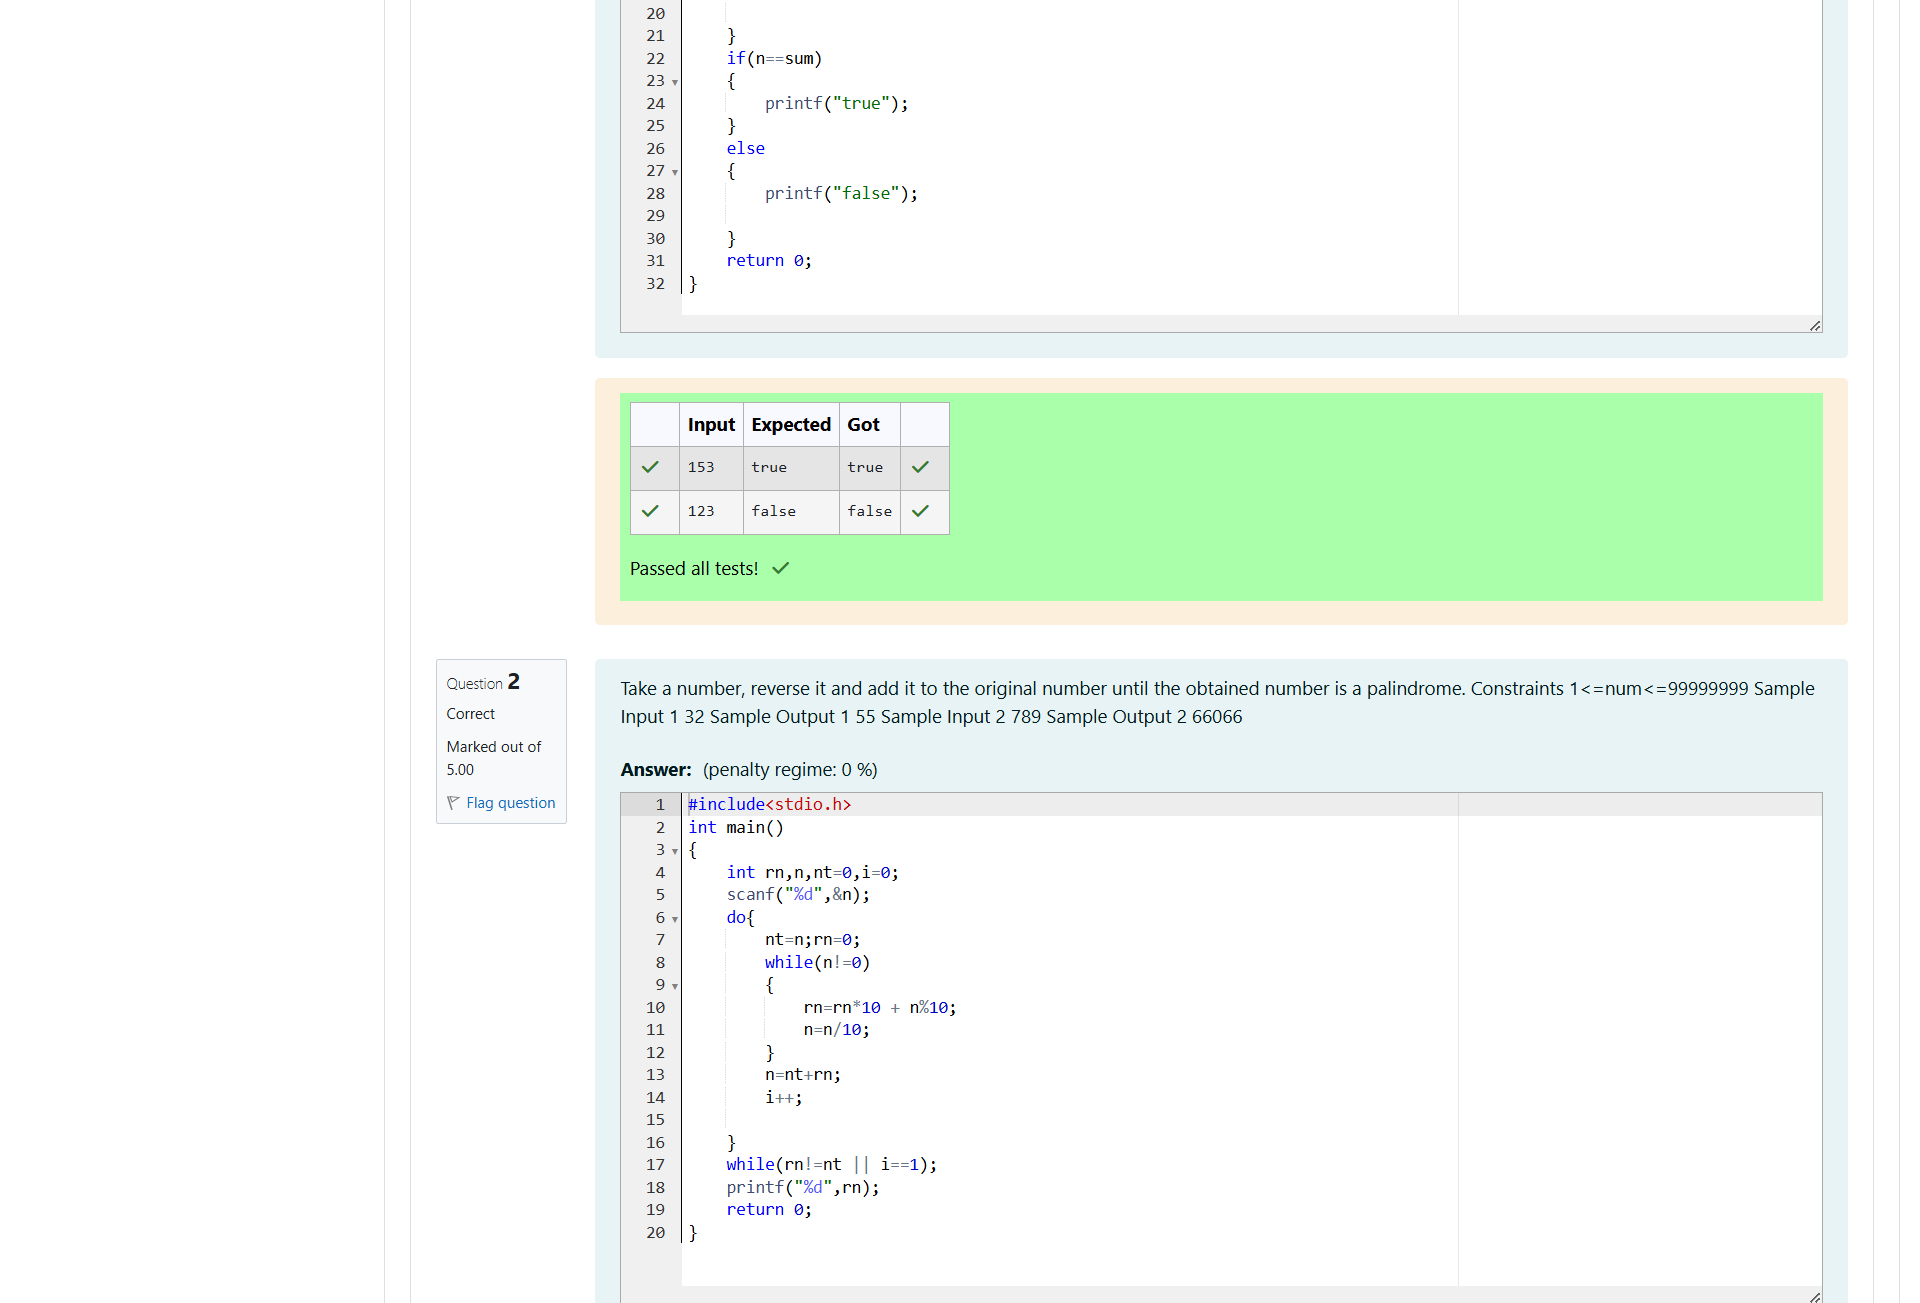 20
21 }
22 if(n==sum)
23 {
24 printf("true");
25 }
26 else
27 {
28 printf("false");
29
30 }
31 return 0;
32 }
Input Expected Got
153 true true
123 false false
Passed all tests!
Question 2
Correct
Marked out of
5.00
Flag question
Take a number, reverse it and add it to the original number until the obtained number is a palindrome. Constraints 1<=num<=99999999 Sample
Input 1 32 Sample Output 1 55 Sample Input 2 789 Sample Output 2 66066
Answer: (penalty regime: 0 %)
1 #include<stdio.h>
2 int main()
3 {
4 int rn,n,nt=0,i=0;
5 scanf("%d",&n);
6 do{
7 nt=n;rn=0;
8 while(n!=0)
9 {
10 rn=rn*10 + n%10;
11 n=n/10;
12 }
13 n=nt+rn;
14 i++;
15
16 }
17 while(rn!=nt || i==1);
18 printf("%d",rn);
19 return 0;
20 }